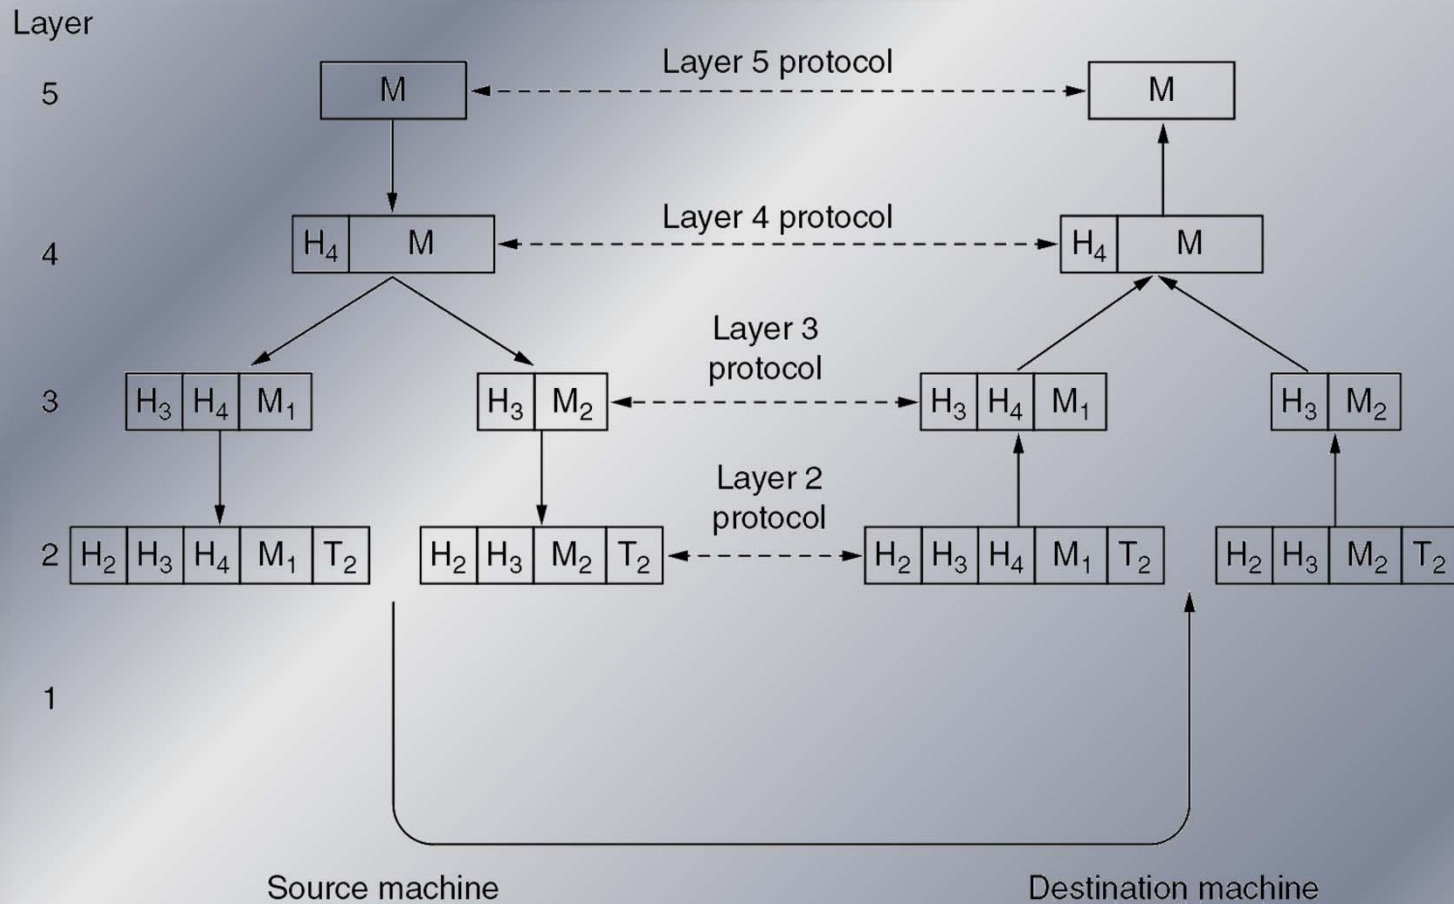 Layer
5
M
Layer 5 protocol
M
4
H₄ M
Layer 4 protocol
H₄ M
3
H₃ H₄ M₁
H₃ M₂
Layer 3
protocol
H₃ H₄ M₁
H₃ M₂
2
H₂ H₃ H₄ M₁ T₂
H₂ H₃ M₂ T₂
Layer 2
protocol
H₂ H₃ H₄ M₁ T₂
H₂ H₃ M₂ T₂
1
Source machine
Destination machine